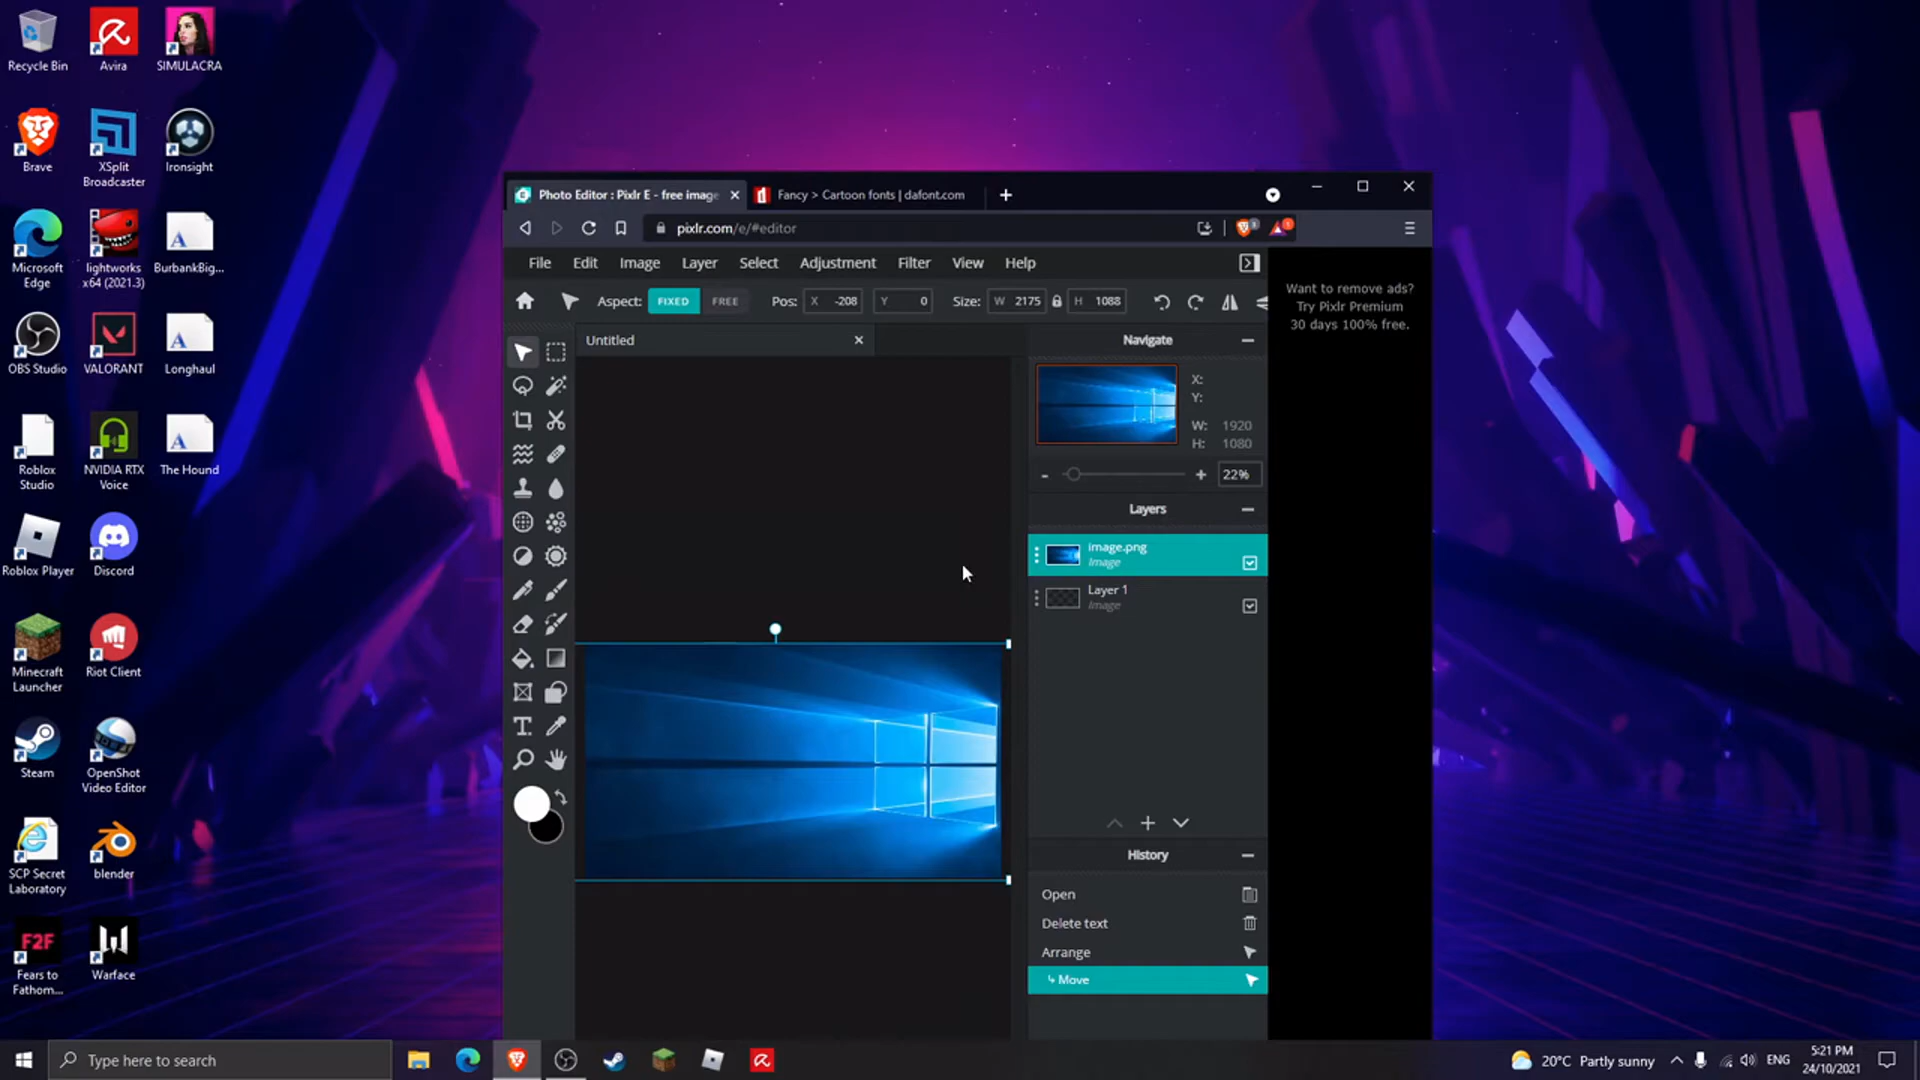 Recycle Bin
Avira
SIMULACRA
Brave
XSplit
Broadcaster
Ironsight
Microsoft
Edge
lightworks
x64 (2021.3)
BurbankBig...
OBS Studio
VALORANT
Longhaul
Roblox
Studio
NVIDIA RTX
Voice
The Hound
Roblox Player
Discord
Minecraft
Launcher
Riot Client
Steam
OpenShot
Video Editor
SCP Secret
Laboratory
blender
F2F
Fears to
Fathom...
Warface
Photo Editor : Pixlr E - free image
Fancy > Cartoon fonts | dafont.com
pixlr.com/e/#editor
File Edit Image Layer Select Adjustment Filter View Help
Aspect: FIXED FREE Pos: X -208 Y 0 Size: W 2175 H 1088
Untitled
Navigate
X:
Y:
W: 1920
H: 1080
22%
Layers
image.png
Image
Layer 1
Image
History
Open
Delete text
Arrange
Move
Want to remove ads?
Try Pixlr Premium
30 days 100% free.
Type here to search
20°C Partly sunny
ENG
5:21 PM
24/10/2021